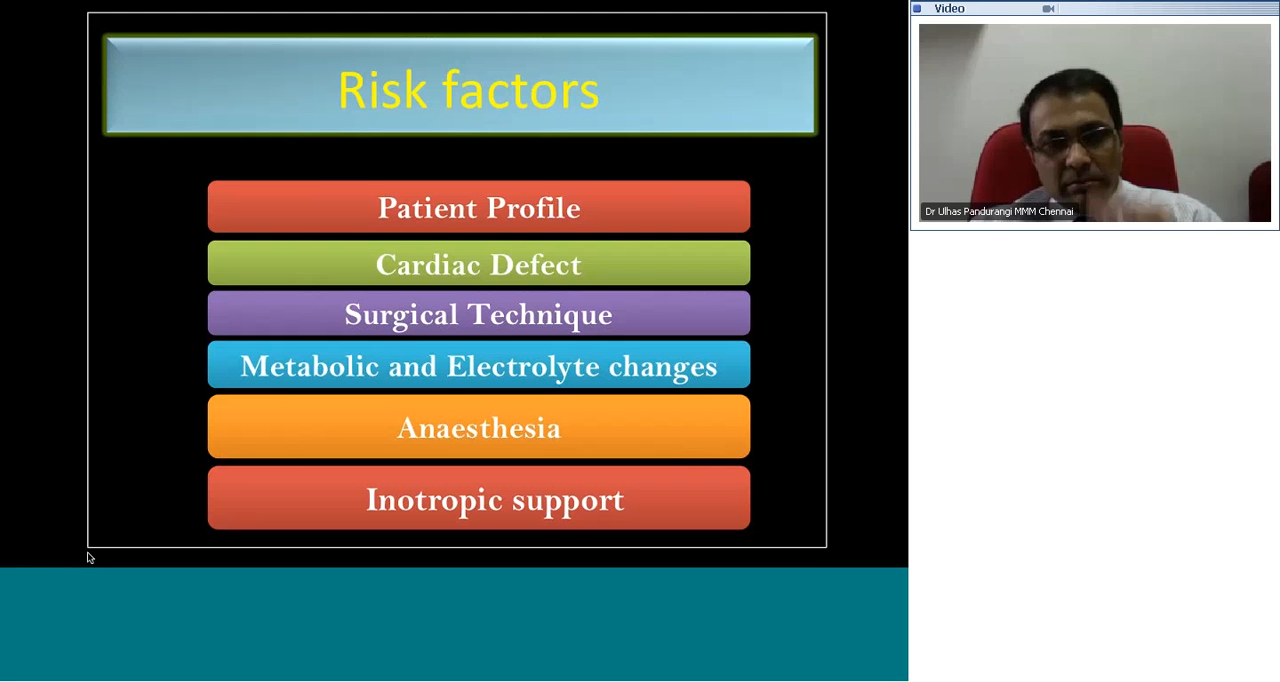 Risk factors
Patient Profile
Cardiac Defect
Surgical Technique
Metabolic and Electrolyte changes
Anaesthesia
Inotropic support
Video
Dr Ulhas Pandurangi MMM Chennai